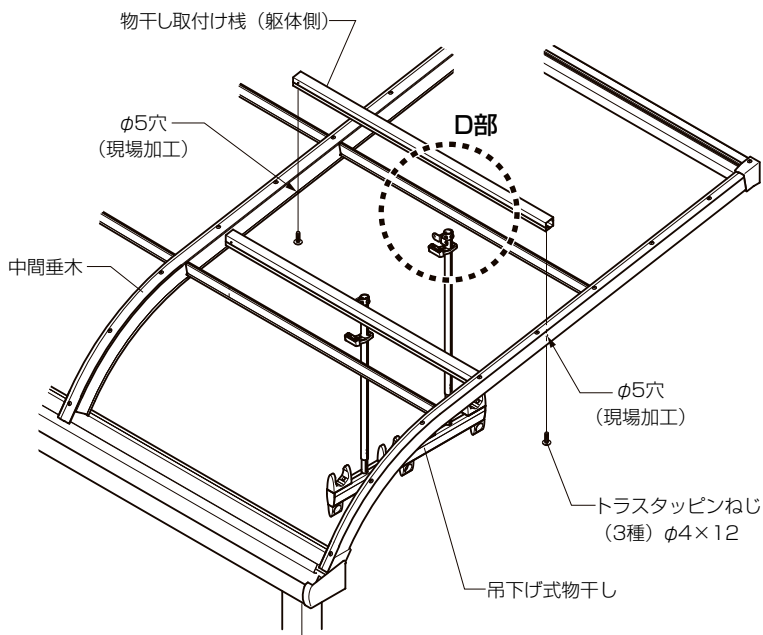 物干し取付け桟（躯体側）
φ5穴
（現場加工）
D部
中間垂木
φ5穴
（現場加工）
トラスタッピンねじ
（3種）φ4×12
吊下げ式物干し